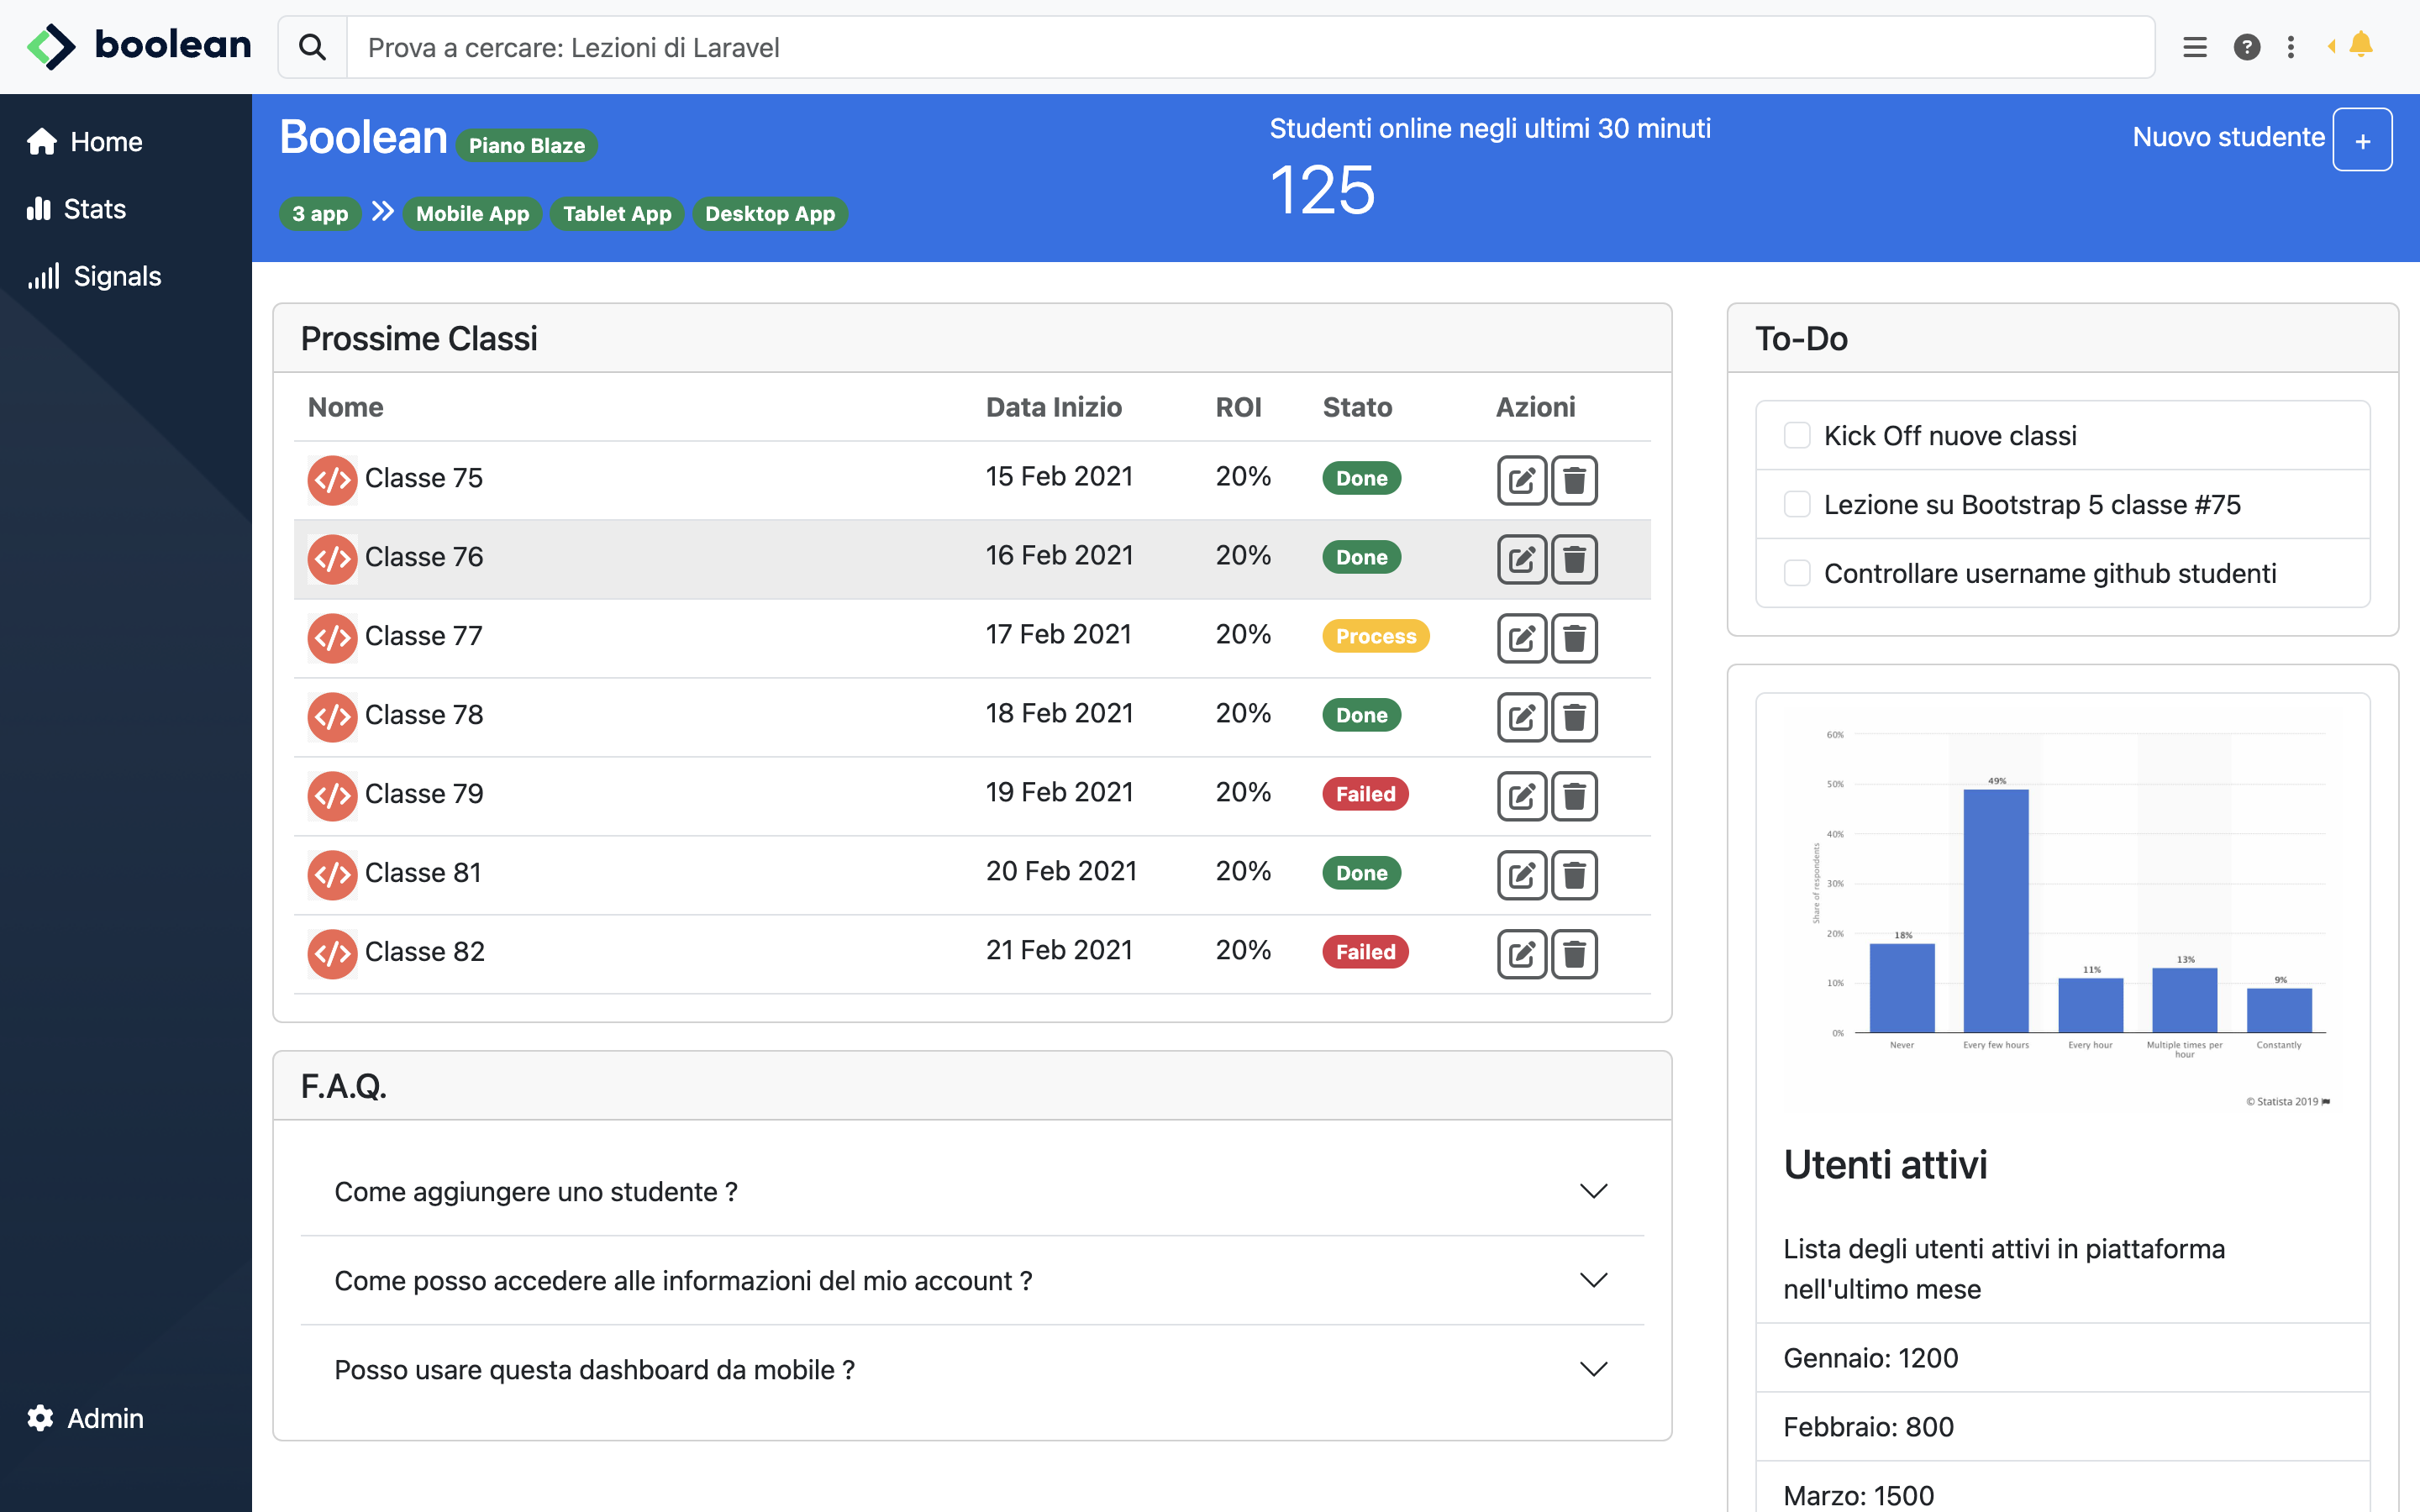 boolean
Prova a cercare: Lezioni di Laravel
Home
Stats
Signals
Admin
Boolean Piano Blaze
3 app Mobile App Tablet App Desktop App
Studenti online negli ultimi 30 minuti
125
Nuovo studente +
Prossime Classi
Nome Data Inizio ROI Stato Azioni
Classe 75 15 Feb 2021 20% Done
Classe 76 16 Feb 2021 20% Done
Classe 77 17 Feb 2021 20% Process
Classe 78 18 Feb 2021 20% Done
Classe 79 19 Feb 2021 20% Failed
Classe 81 20 Feb 2021 20% Done
Classe 82 21 Feb 2021 20% Failed
F.A.Q.
Come aggiungere uno studente ?
Come posso accedere alle informazioni del mio account ?
Posso usare questa dashboard da mobile ?
To-Do
Kick Off nuove classi
Lezione su Bootstrap 5 classe #75
Controllare username github studenti
Share of respondents
60%
50%
40%
30%
20%
10%
0%
18%
49%
11%
13%
9%
Never
Every few hours
Every hour
Multiple times per
hour
Constantly
© Statista 2019
Utenti attivi
Lista degli utenti attivi in piattaforma
nell'ultimo mese
Gennaio: 1200
Febbraio: 800
Marzo: 1500